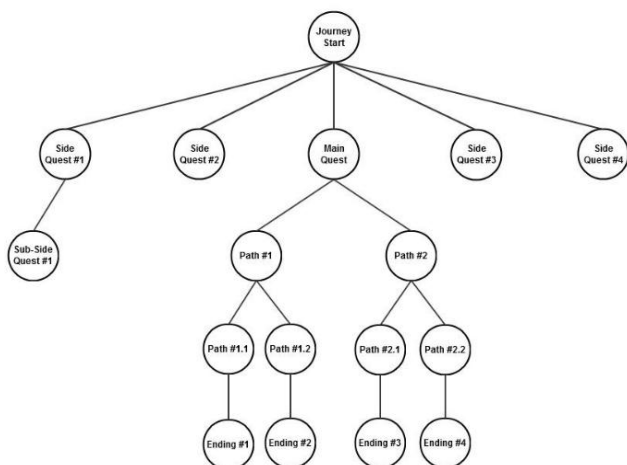 Journey
Start
Side
Quest #1
Side
Quest #2
Main
Quest
Side
Quest #3
Side
Quest #4
Sub-Side
Quest #1
Path #1
Path #2
Path #1.1
Path #1.2
Path #2.1
Path #2.2
Ending #1
Ending #2
Ending #3
Ending #4